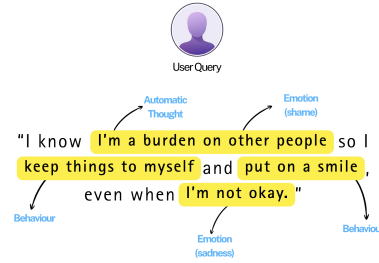 User Query
Automatic
Thought
Emotion
(shame)
“I know I’m a burden on other people so I
keep things to myself and put on a smile,
even when I’m not okay.”
Behaviour
Behaviou
Emotion
(sadness)